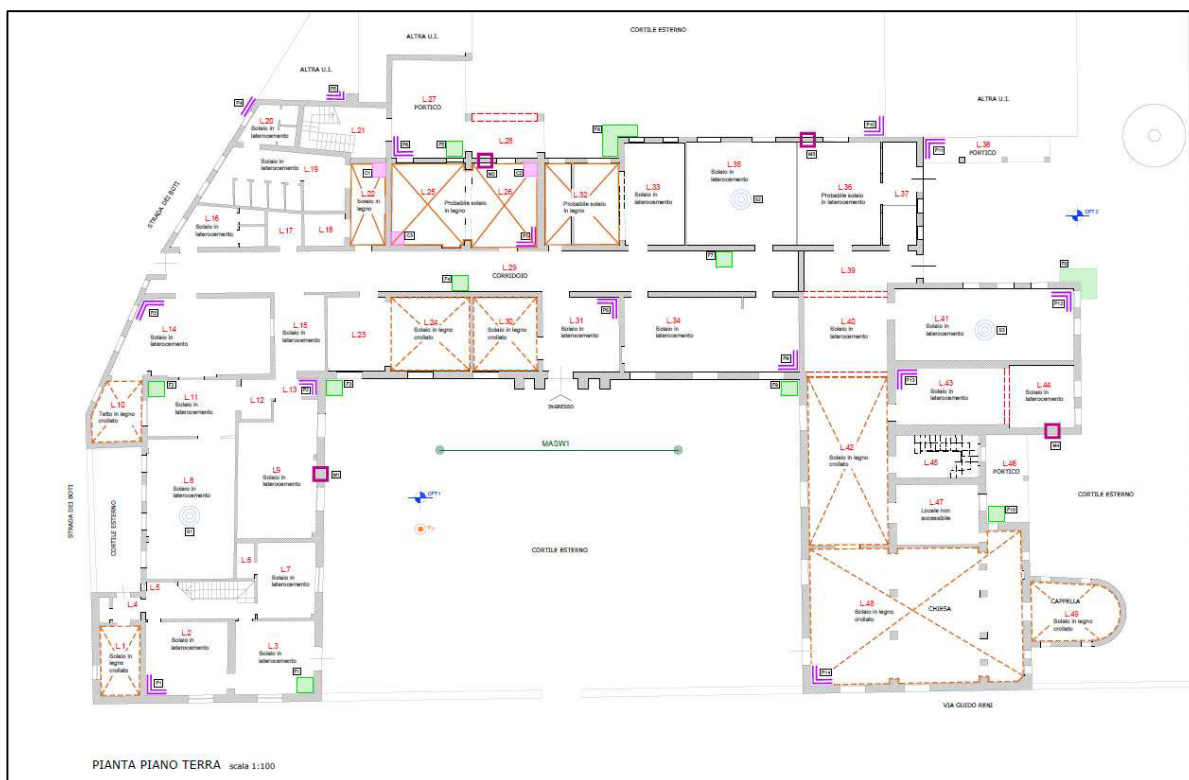 CORTILE ESTERNO
ALTRA U.I.
ALTRA U.I.
ALTRA U.I.
L.27
PORTICO
L.20
Solaio in
laterocemento
L.21
L.28
L.38
PORTICO
STRADA DEI BOTI
Solaio in
laterocemento
L.19
L.22
Solaio in
legno
L.25
L.26
Probabile solaio
in legno
L.32
Probabile solaio
in legno
L.33
Solaio in
laterocemento
L.35
Solaio in
laterocemento
L.36
Probabile solaio
in laterocemento
L.37
L.16
Solaio in
laterocemento
L.17
L.18
CPT 2
L.29
CORRIDOIO
L.39
L.14
Solaio in
laterocemento
L.15
Solaio in
laterocemento
L.23
L.24
Solaio in legno
crollato
L.30
Solaio in legno
crollato
L.31
Solaio in
laterocemento
L.34
Solaio in
laterocemento
L.40
Solaio in
laterocemento
L.41
Solaio in
laterocemento
L.10
Tetto in legno
crollato
L.11
Solaio in
laterocemento
L.12
L.13
INGRESSO
L.43
Solaio in
laterocemento
L.44
Solaio in
laterocemento
MASW1
L.42
Solaio in legno
crollato
L.45
L.46
PORTICO
L.8
Solaio in
laterocemento
L9
Solaio in
laterocemento
M1
CPT1
L.47
Locale non
accessibile
CORTILE ESTERNO
STRADA DEI BOTI
CORTILE ESTERNO
CORTILE ESTERNO
L.5
L.6
L.7
Solaio in
laterocemento
L.4
L.1
Solaio in
legno
crollato
L.2
Solaio in
laterocemento
L.3
Solaio in
laterocemento
L.48
Solaio in legno
crollato
CHIESA
CAPPELLA
L.49
Solaio in legno
crollato
P1
P14
VIA GUIDO RENI
PIANTA PIANO TERRA scala 1:100